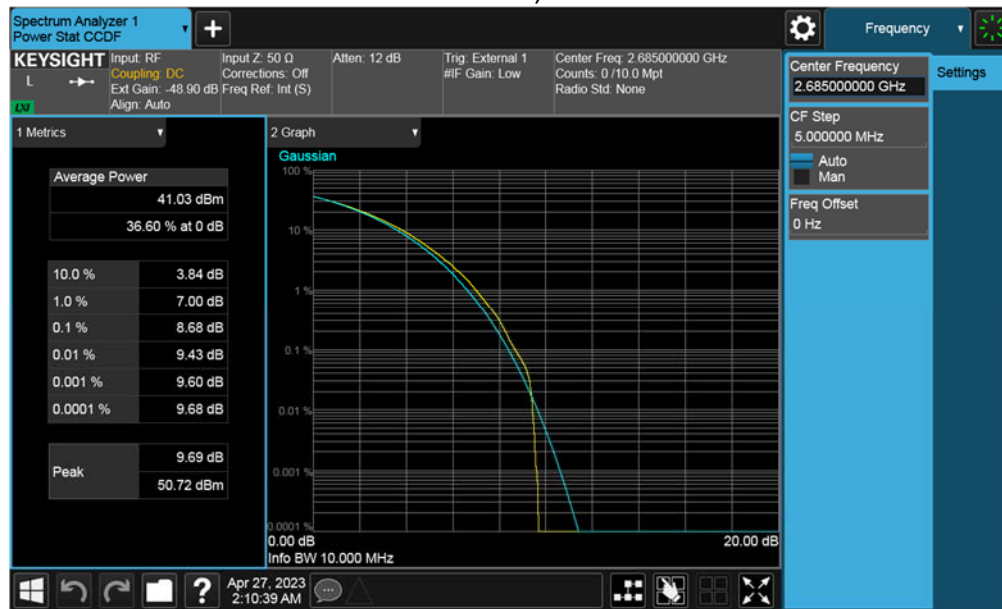 Spectrum Analyzer 1
Power Stat CCDF
Frequency
KEYSIGHT
L
LXI
Input: RF
Coupling: DC
Ext Gain: -48.90 dB
Align: Auto
Input Z: 50 Ω
Corrections: Off
Freq Ref: Int (S)
Atten: 12 dB
Trig: External 1
#IF Gain: Low
Center Freq: 2.685000000 GHz
Counts: 0 /10.0 Mpt
Radio Std: None
Center Frequency
2.685000000 GHz
Settings
CF Step
5.000000 MHz
Auto
Man
Freq Offset
0 Hz
1 Metrics
Average Power
41.03 dBm
36.60 % at 0 dB
10.0 % 3.84 dB
1.0 % 7.00 dB
0.1 % 8.68 dB
0.01 % 9.43 dB
0.001 % 9.60 dB
0.0001 % 9.68 dB
Peak
9.69 dB
50.72 dBm
2 Graph
Gaussian
100 %
10 %
1 %
0.1 %
0.01 %
0.001 %
0.0001 %
0.00 dB
20.00 dB
Info BW 10.000 MHz
?
Apr 27, 2023
2:10:39 AM